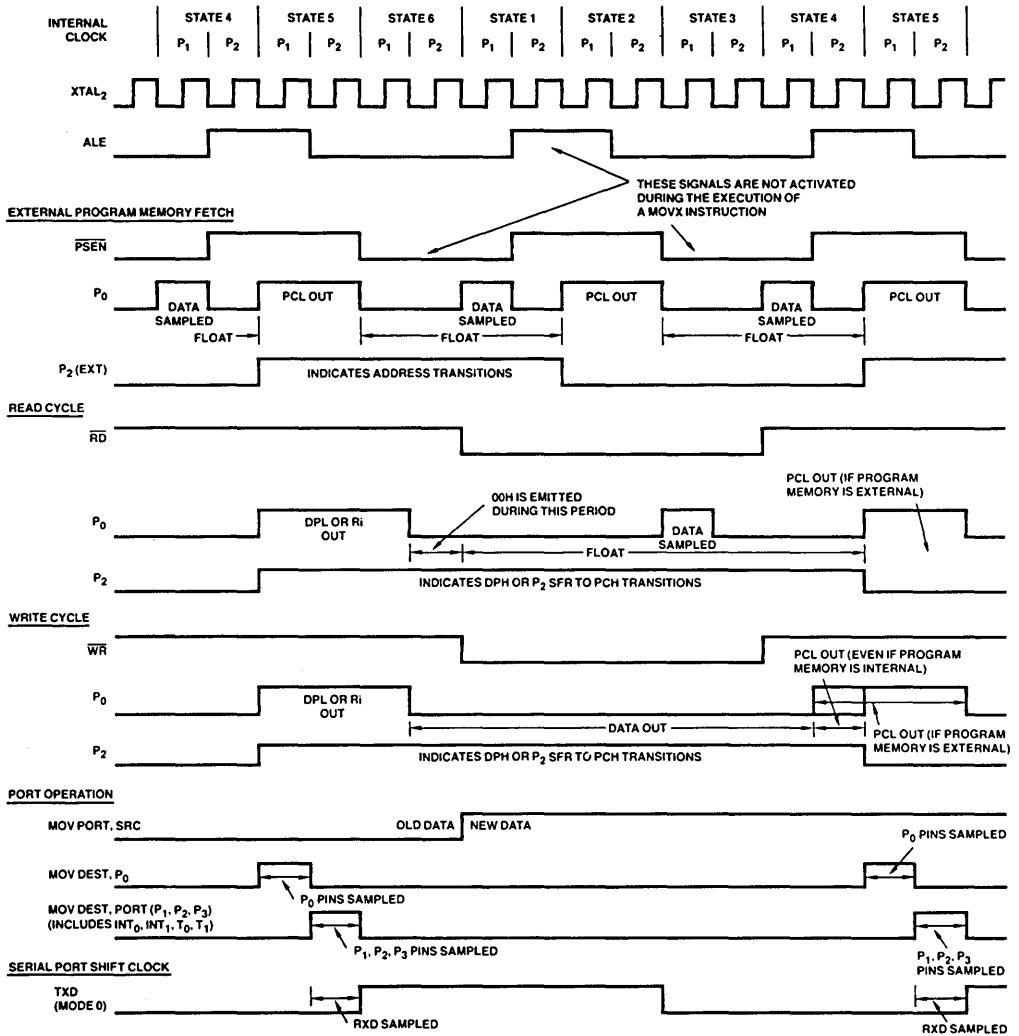 INTERNAL CLOCK
STATE 4 STATE 5 STATE 6 STATE 1 STATE 2 STATE 3 STATE 4 STATE 5
P1 P2 P1 P2 P1 P2 P1 P2 P1 P2 P1 P2 P1 P2 P1 P2
XTAL2
ALE
THESE SIGNALS ARE NOT ACTIVATED
DURING THE EXECUTION OF
A MOVX INSTRUCTION
EXTERNAL PROGRAM MEMORY FETCH
PSEN
P0
DATA SAMPLED
PCL OUT
DATA SAMPLED
PCL OUT
DATA SAMPLED
PCL OUT
FLOAT
FLOAT
FLOAT
P2 (EXT)
INDICATES ADDRESS TRANSITIONS
READ CYCLE
RD
00H IS EMITTED
DURING THIS PERIOD
PCL OUT (IF PROGRAM
MEMORY IS EXTERNAL)
P0
DPL OR Ri
OUT
DATA
SAMPLED
FLOAT
P2
INDICATES DPH OR P2 SFR TO PCH TRANSITIONS
WRITE CYCLE
WR
PCL OUT (EVEN IF PROGRAM
MEMORY IS INTERNAL)
P0
DPL OR Ri
OUT
DATA OUT
PCL OUT (IF PROGRAM
MEMORY IS EXTERNAL)
P2
INDICATES DPH OR P2 SFR TO PCH TRANSITIONS
PORT OPERATION
MOV PORT, SRC
OLD DATA
NEW DATA
P0 PINS SAMPLED
MOV DEST, P0
P0 PINS SAMPLED
MOV DEST, PORT (P1, P2, P3)
(INCLUDES INT0, INT1, T0, T1)
P1, P2, P3 PINS SAMPLED
P1, P2, P3
PINS SAMPLED
SERIAL PORT SHIFT CLOCK
TXD
(MODE 0)
RXD SAMPLED
RXD SAMPLED